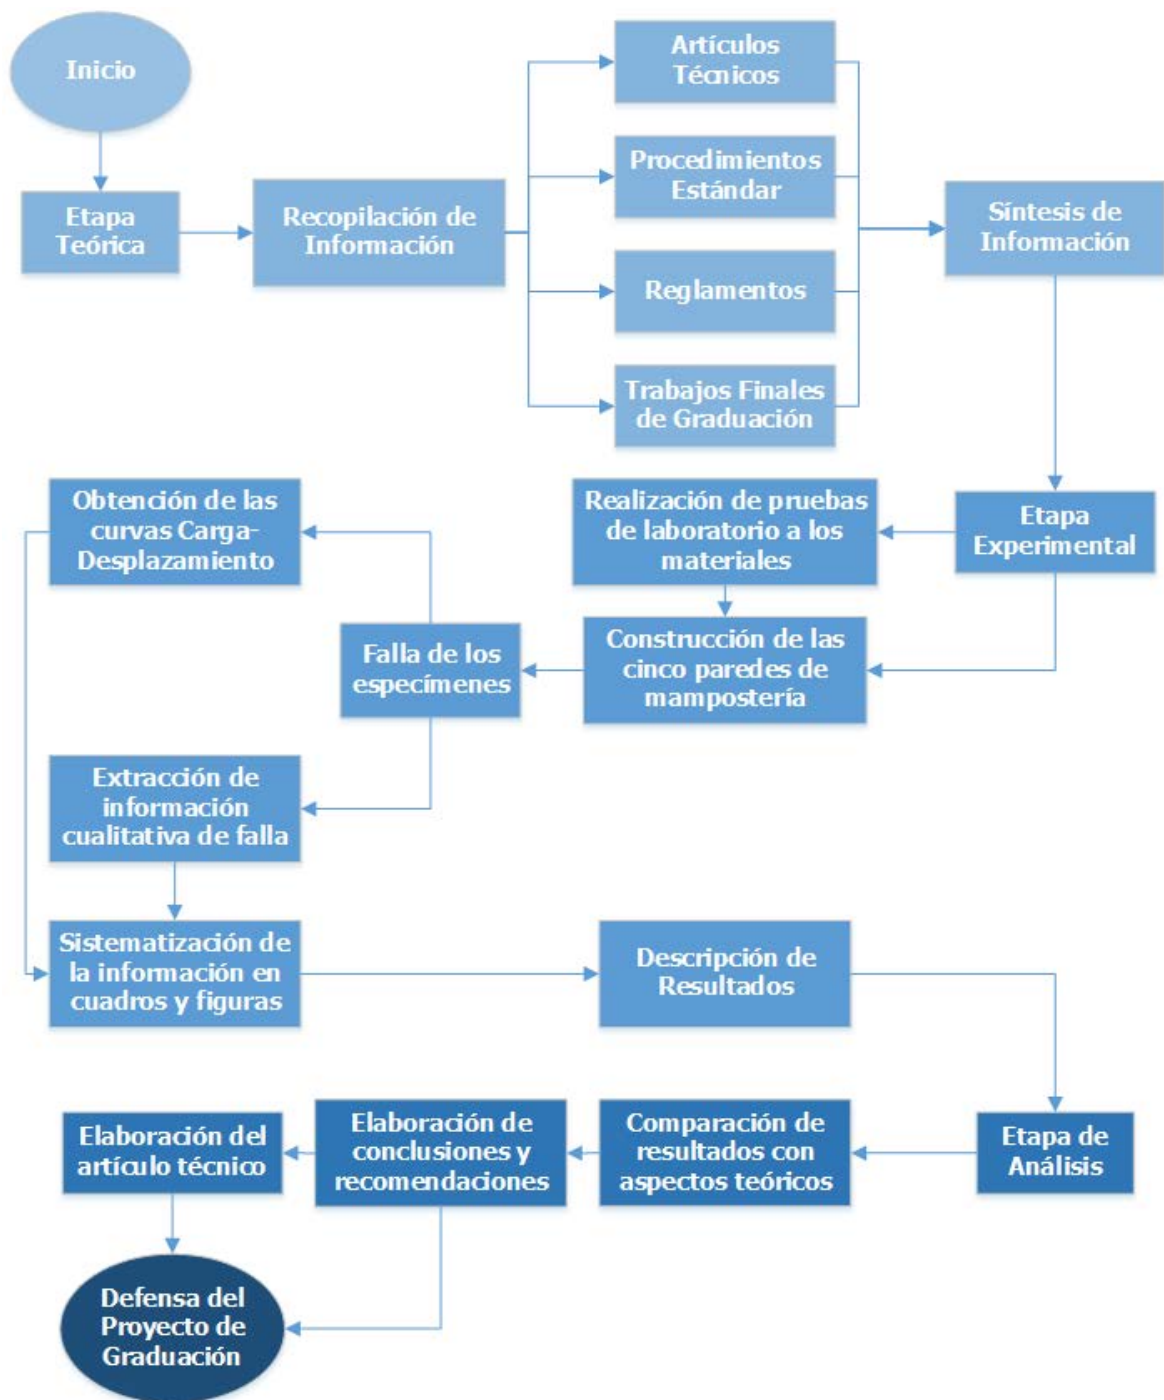 Inicio
Etapa
Teórica
Recopilación de
Información
Artículos
Técnicos
Procedimientos
Estándar
Reglamentos
Trabajos Finales
de Graduación
Síntesis de
Información
Etapa
Experimental
Realización de pruebas
de laboratorio a los
materiales
Construcción de las
cinco paredes de
mampostería
Falla de los
especímenes
Obtención de las
curvas Carga-
Desplazamiento
Extracción de
información
cualitativa de falla
Sistematización de
la información en
cuadros y figuras
Descripción de
Resultados
Etapa de
Análisis
Comparación de
resultados con
aspectos teóricos
Elaboración de
conclusiones y
recomendaciones
Elaboración del
artículo técnico
Defensa del
Proyecto de
Graduación